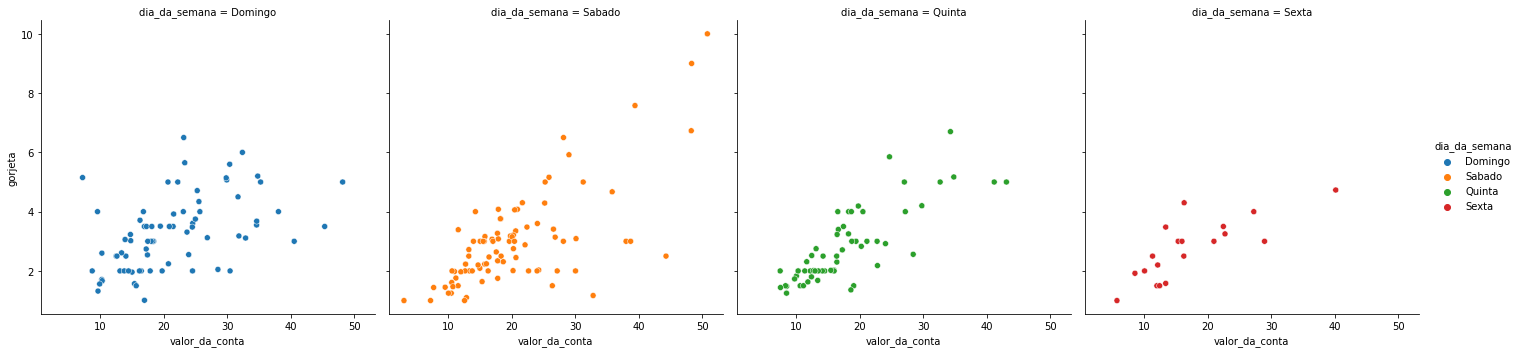 dia_da_semana = Domingo
dia_da_semana = Sabado
dia_da_semana = Quinta
dia_da_semana = Sexta
10
8
6
4
2
gorjeta
10 20 30 40 50
10 20 30 40 50
10 20 30 40 50
10 20 30 40 50
valor_da_conta
valor_da_conta
valor_da_conta
valor_da_conta
dia_da_semana
Domingo
Sabado
Quinta
Sexta